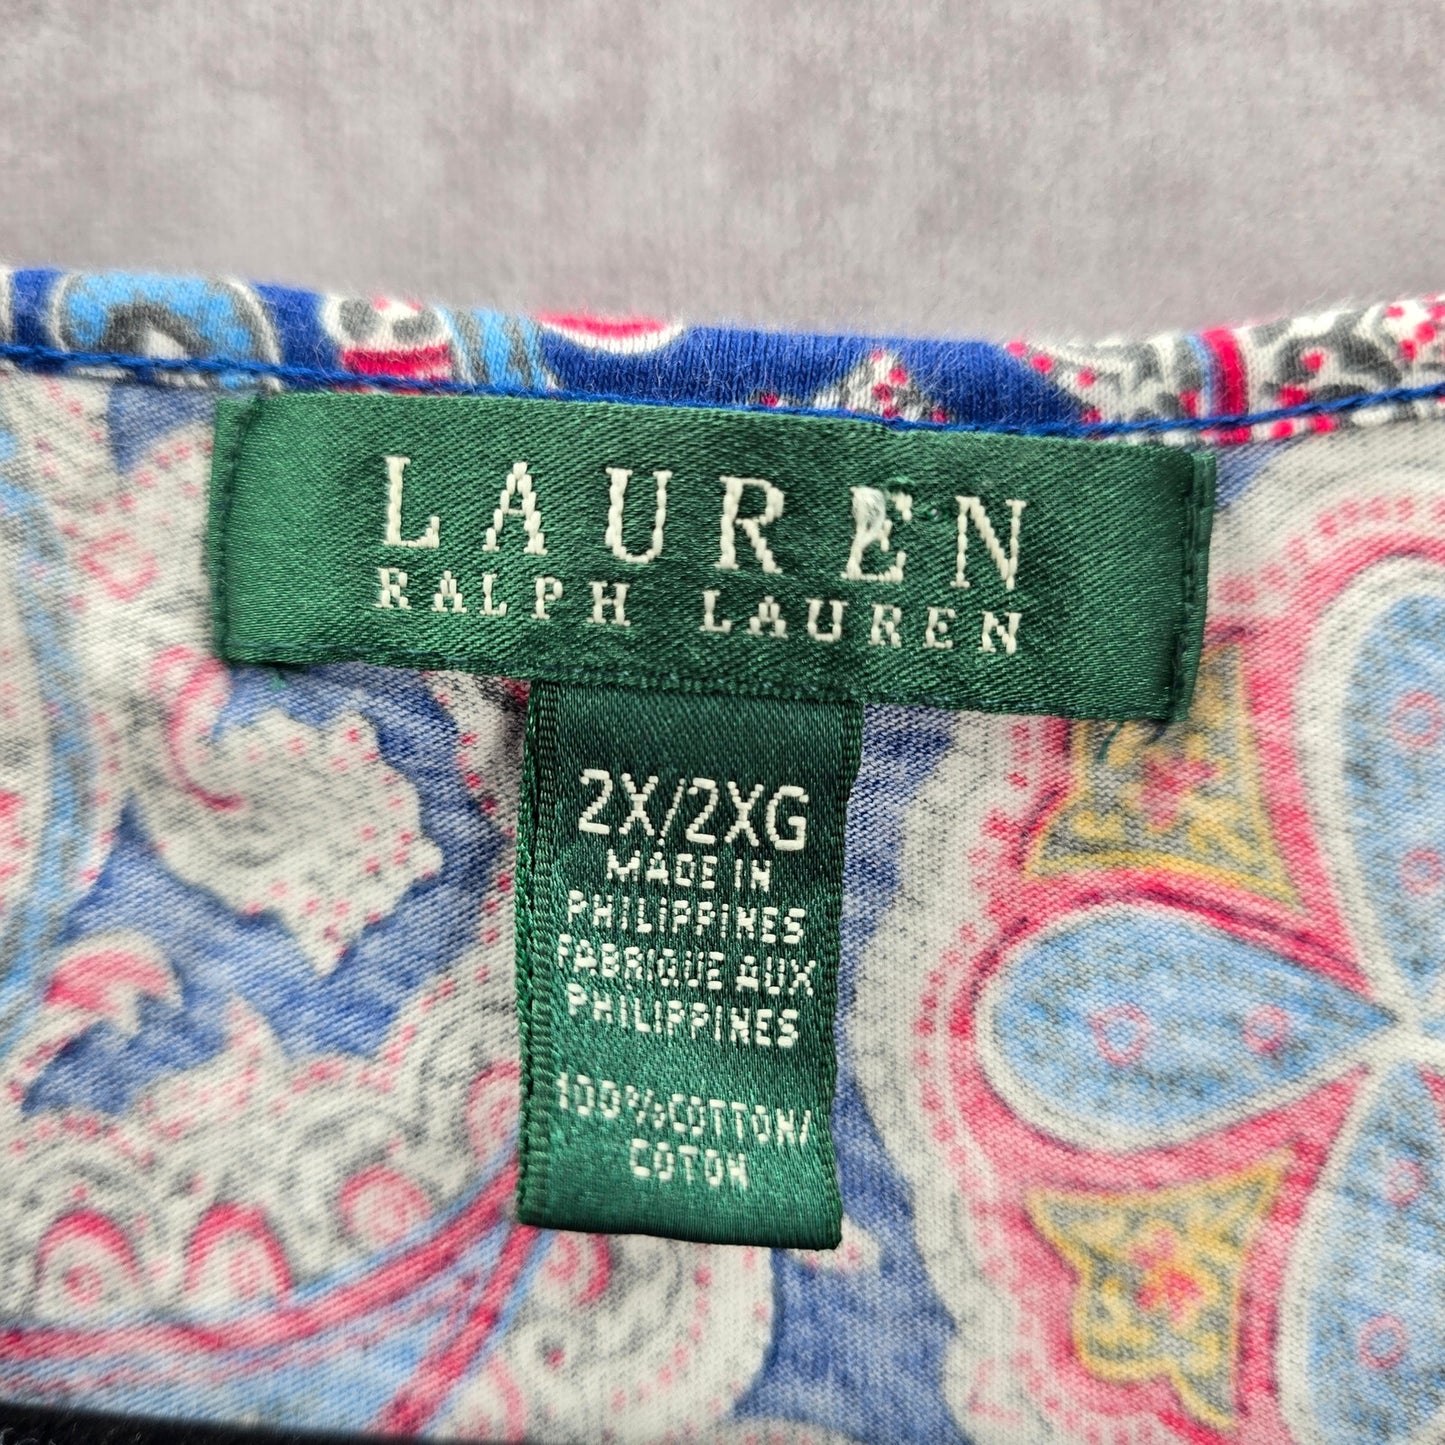 LAUREN
RALPH LAUREN
2X/2XG
MADE IN
PHILIPPINES
FABRIQUE AUX
PHILIPPINES
100%COTTON/
COTON